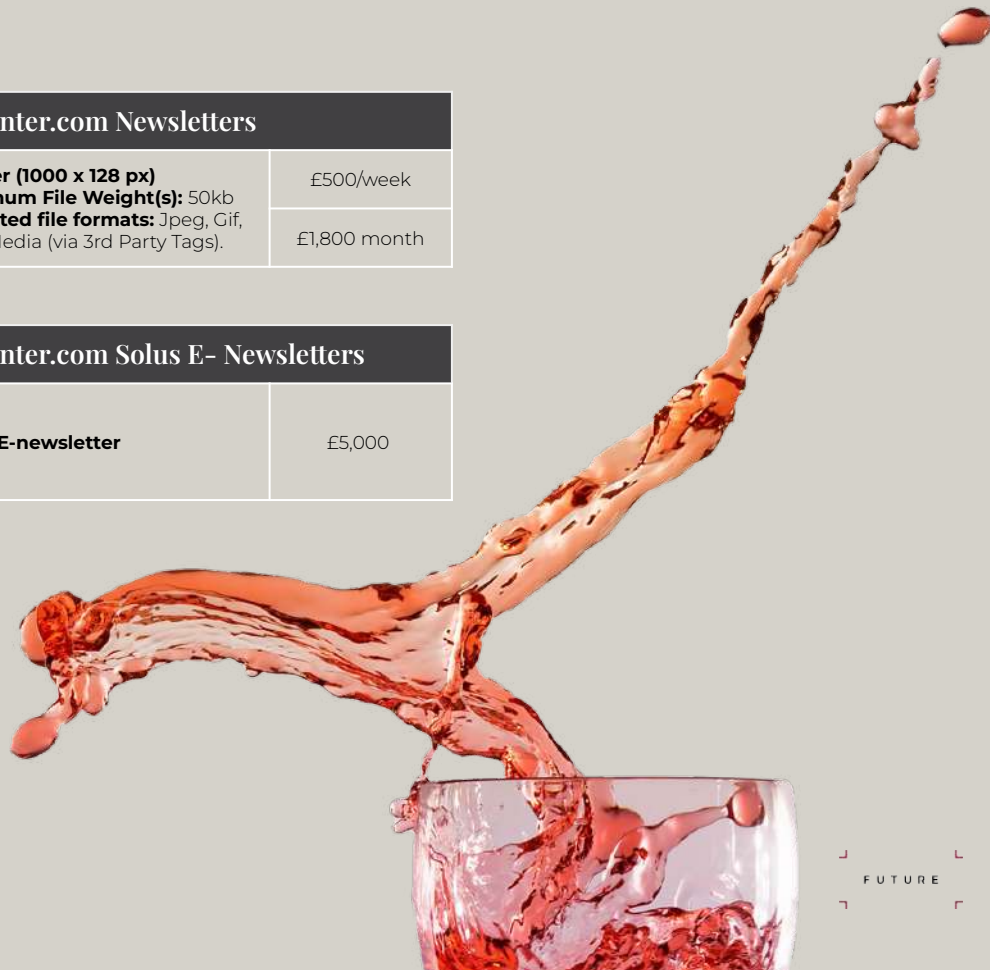 nter.com Newsletters
er (1000 x 128 px)
num File Weight(s): 50kb
ted file formats: Jpeg, Gif,
Media (via 3rd Party Tags).
£500/week
£1,800 month
nter.com Solus E- Newsletters
E-newsletter
£5,000
FUTURE